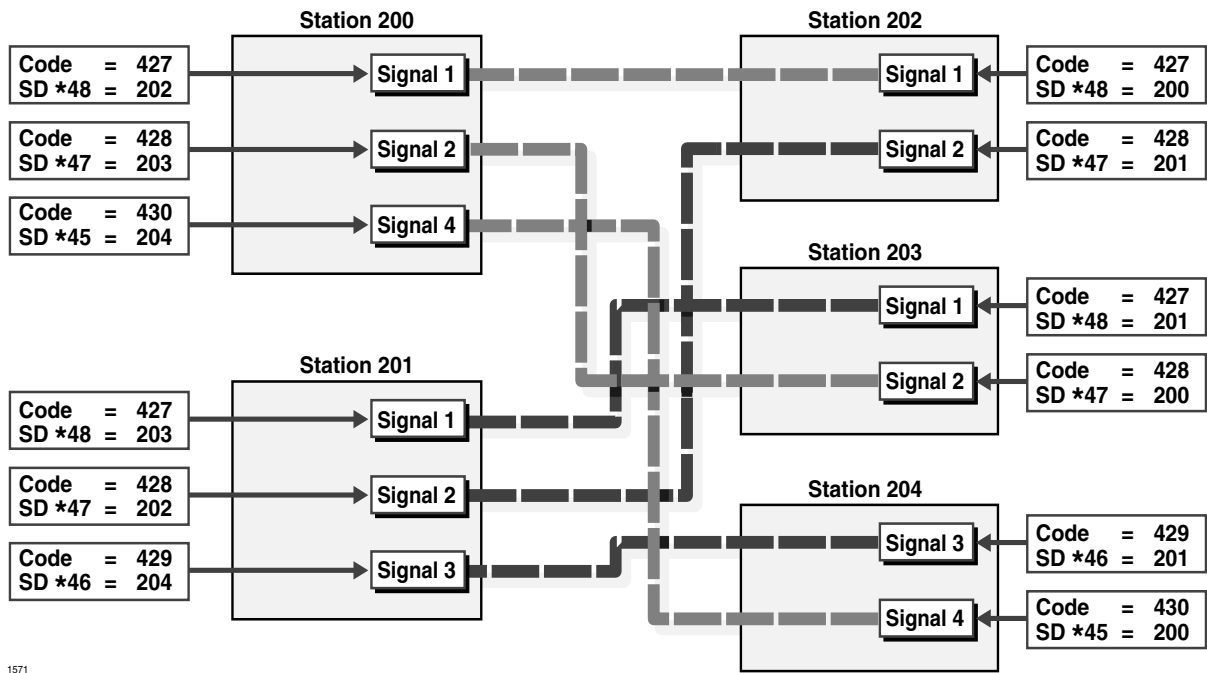 Station 200
Code = 427
SD *48 = 202
Signal 1
Code = 428
SD *47 = 203
Signal 2
Code = 430
SD *45 = 204
Signal 4
Station 201
Code = 427
SD *48 = 203
Signal 1
Code = 428
SD *47 = 202
Signal 2
Code = 429
SD *46 = 204
Signal 3
Station 202
Signal 1
Code = 427
SD *48 = 200
Signal 2
Code = 428
SD *47 = 201
Station 203
Signal 1
Code = 427
SD *48 = 201
Signal 2
Code = 428
SD *47 = 200
Station 204
Signal 3
Code = 429
SD *46 = 201
Signal 4
Code = 430
SD *45 = 200
1571